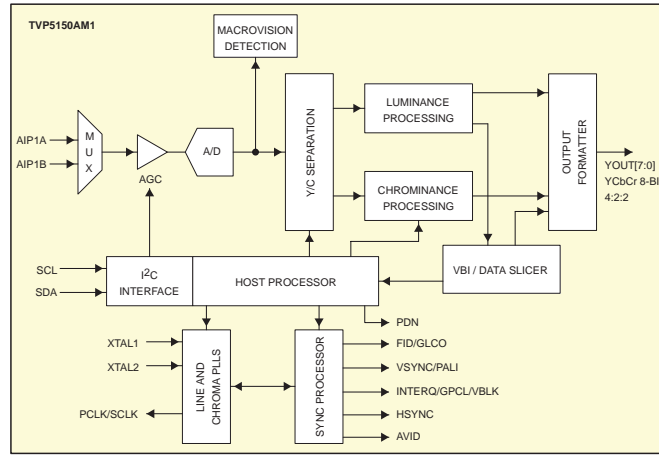 TVP5150AM1
MACROVISION
DETECTION
AIP1A
AIP1B
M
U
X
AGC
A/D
Y/C SEPARATION
LUMINANCE
PROCESSING
CHROMINANCE
PROCESSING
OUTPUT
FORMATTER
YOUT[7:0]
YCbCr 8-BI
4:2:2
SCL
SDA
I2C
INTERFACE
HOST PROCESSOR
VBI / DATA SLICER
PDN
XTAL1
XTAL2
PCLK/SCLK
LINE AND
CHROMA PLLS
SYNC PROCESSOR
FID/GLCO
VSYNC/PALI
INTERQ/GPCL/VBLK
HSYNC
AVID